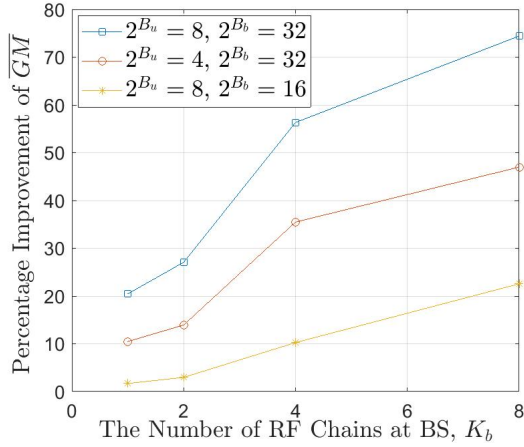 80
70
60
50
40
30
20
10
0
Percentage Improvement of $\overline{GM}$
$2^{B_u} = 8, 2^{B_b} = 32$
$2^{B_u} = 4, 2^{B_b} = 32$
$2^{B_u} = 8, 2^{B_b} = 16$
0 2 4 6 8
The Number of RF Chains at BS, $K_b$